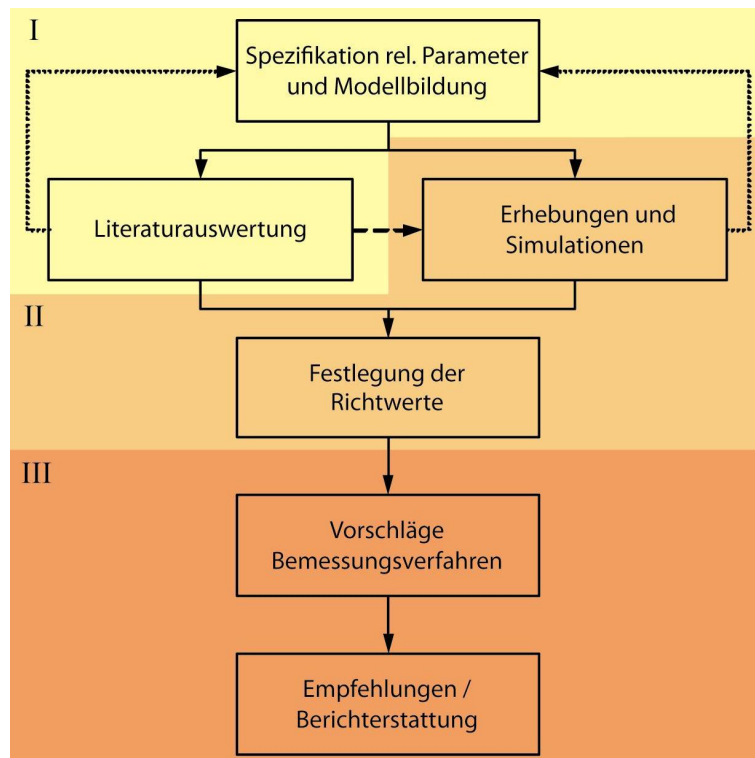 I
Spezifikation rel. Parameter
und Modellbildung
Literaturauswertung
Erhebungen und
Simulationen
II
Festlegung der
Richtwerte
III
Vorschläge
Bemessungsverfahren
Empfehlungen /
Berichterstattung